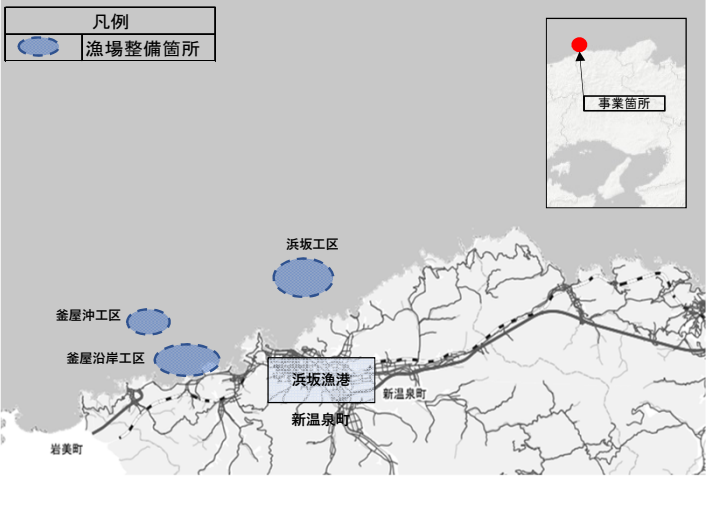 凡例
漁場整備箇所
事業箇所
浜坂工区
釜屋沖工区
釜屋沿岸工区
浜坂漁港
新温泉町
新温泉町
岩美町